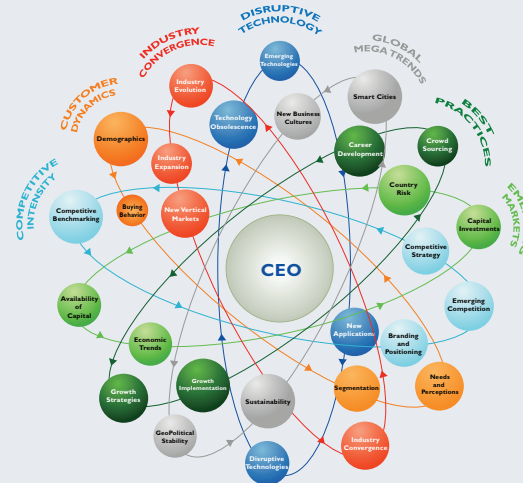 DISRUPTIVE
TECHNOLOGY
INDUSTRY
CONVERGENCE
GLOBAL
MEGATRENDS
CUSTOMER
DYNAMICS
BEST
PRACTICES
COMPETITIVE
INTENSITY
MARKETS
Emerging
Technologies
Industry
Evolution
Smart Cities
New Business
Cultures
Technology
Obsolescence
Demographics
Career
Development
Crowd
Sourcing
Industry
Expansion
Country
Risk
Buying
Behavior
New Vertical
Markets
Competitive
Benchmarking
Capital
Investments
Competitive
Strategy
CEO
Availability
of
Capital
Emerging
Competition
New
Applications
Economic
Trends
Branding
and
Positioning
Growth
Implementation
Segmentation
Needs
and
Perceptions
Growth
Strategies
Sustainability
GeoPolitical
Stability
Industry
Convergence
Disruptive
Technologies